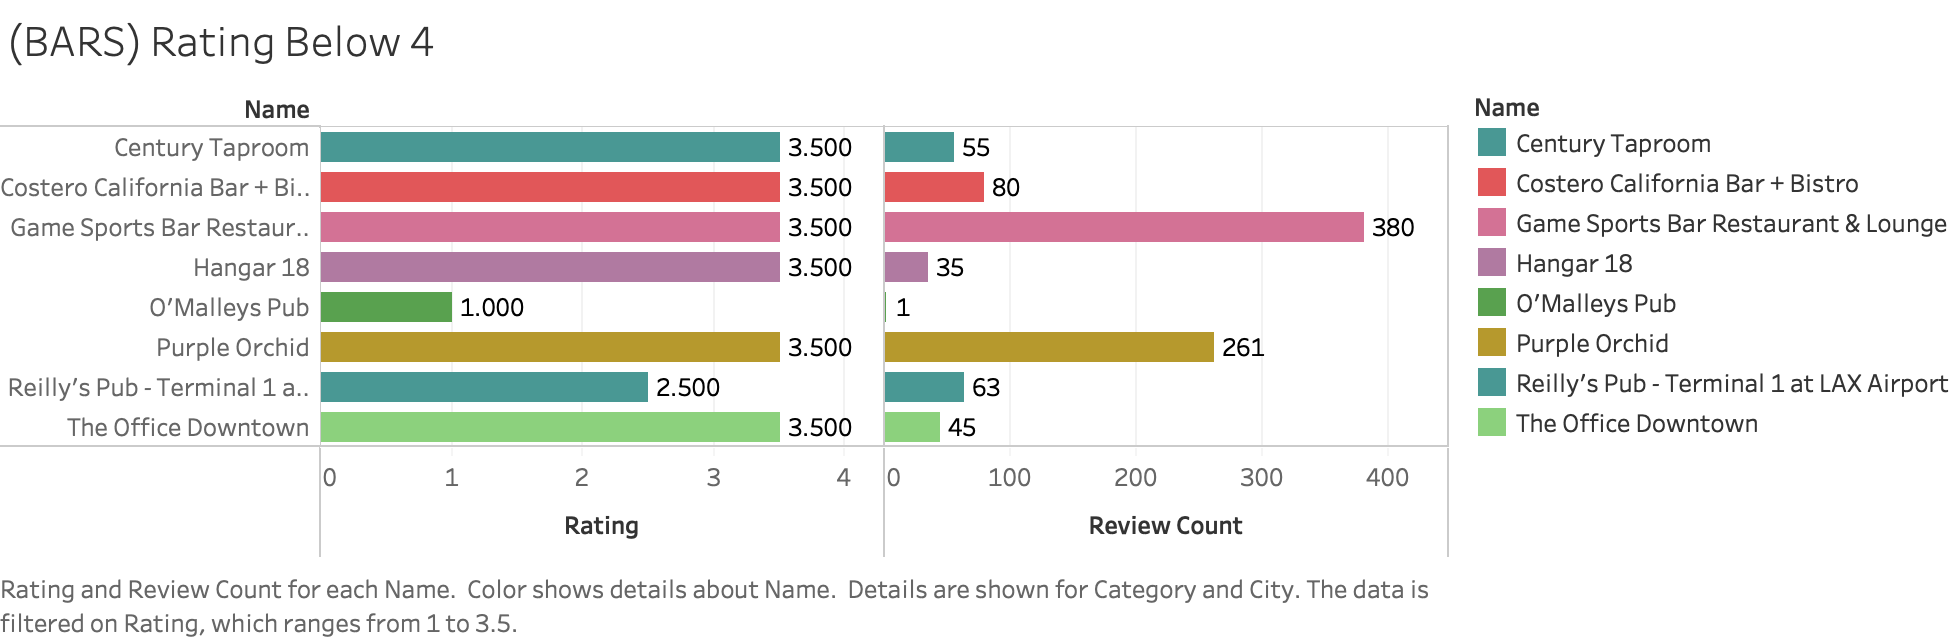 (BARS) Rating Below 4
Name
Century Taproom 3.500 55
Costero California Bar + Bi.. 3.500 80
Game Sports Bar Restaur.. 3.500 380
Hangar 18 3.500 35
O’Malleys Pub 1.000 1
Purple Orchid 3.500 261
Reilly’s Pub - Terminal 1 a.. 2.500 63
The Office Downtown 3.500 45
0 1 2 3 4 0 100 200 300 400
Rating Review Count
Name
Century Taproom
Costero California Bar + Bistro
Game Sports Bar Restaurant & Lounge
Hangar 18
O’Malleys Pub
Purple Orchid
Reilly’s Pub - Terminal 1 at LAX Airport
The Office Downtown
Rating and Review Count for each Name.  Color shows details about Name.  Details are shown for Category and City. The data is
filtered on Rating, which ranges from 1 to 3.5.